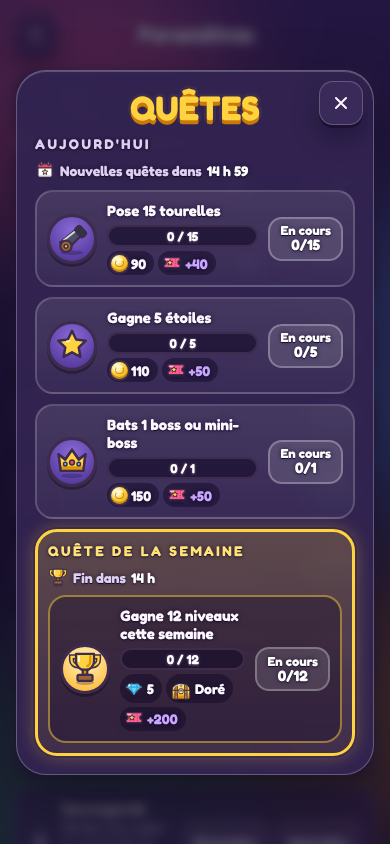 QUÊTES
AUJOURD'HUI
Nouvelles quêtes dans 14 h 59
Pose 15 tourelles
0 / 15
90 +40
En cours
0/15
Gagne 5 étoiles
0 / 5
110 +50
En cours
0/5
Bats 1 boss ou mini-
boss
0 / 1
150 +50
En cours
0/1
QUÊTE DE LA SEMAINE
Fin dans 14 h
Gagne 12 niveaux
cette semaine
0 / 12
5 Doré
+200
En cours
0/12